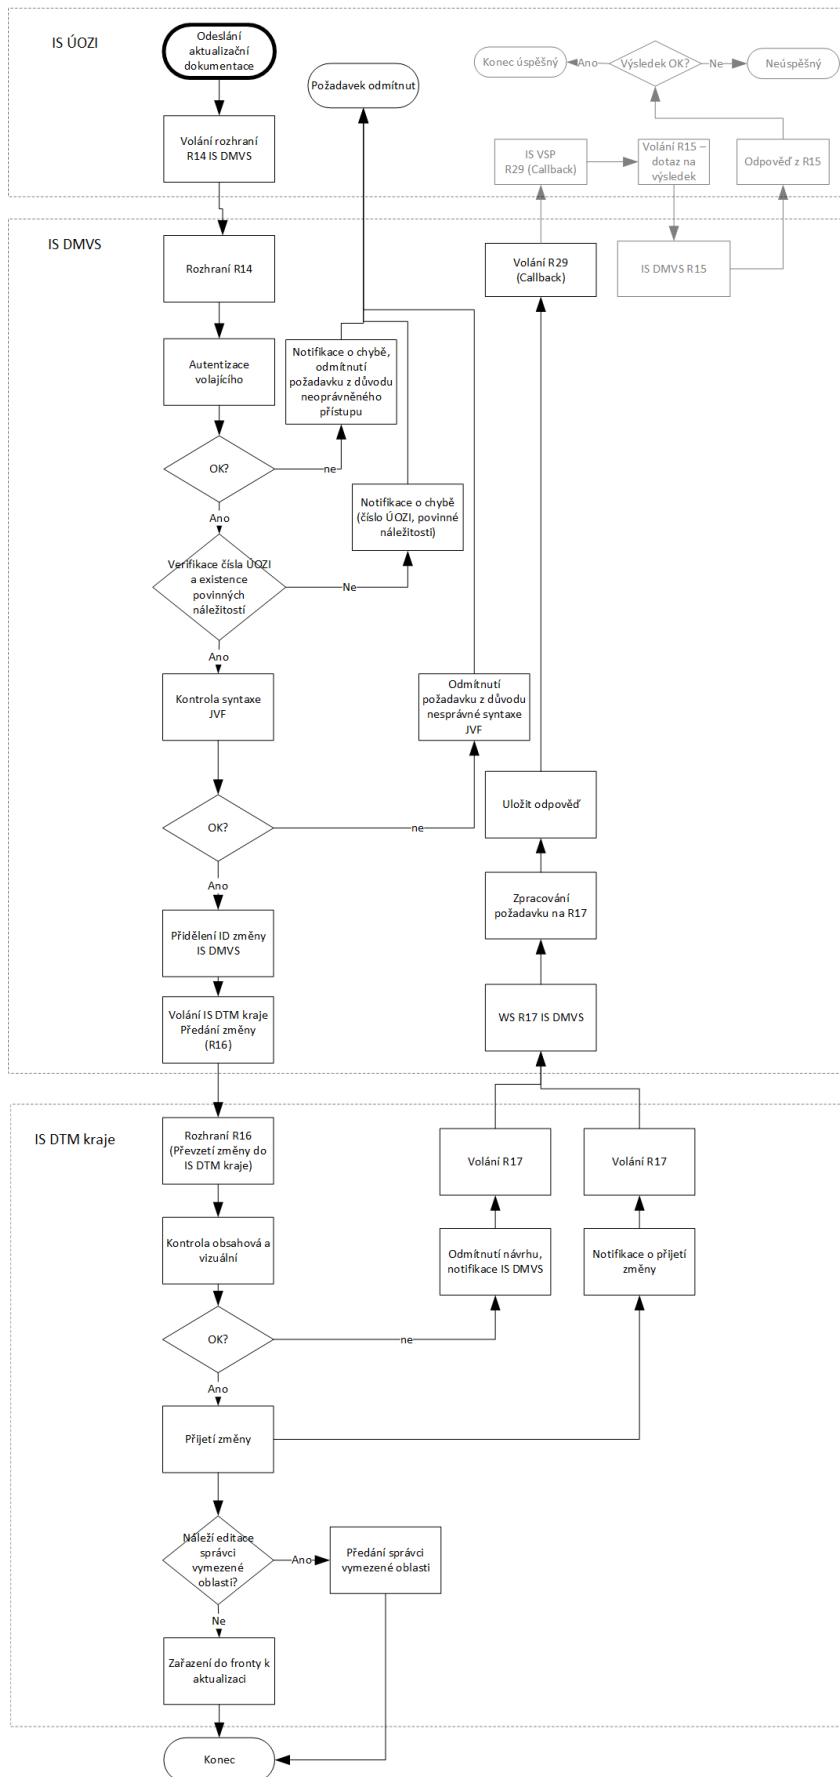 IS ÚOZI
Odeslání
aktualizační
dokumentace
Požadavek odmítnut
Konec úspěšný
Ano
Výsledek OK?
Ne
Neúspěšný
Volání rozhraní
R14 IS DMVS
IS VSP
R29 (Callback)
Volání R15 –
dotaz na
výsledek
Odpověď z R15
IS DMVS
Rozhraní R14
Volání R29
(Callback)
IS DMVS R15
Autentizace
volajícího
Notifikace o chybě,
odmítnutí
požadavku z důvodu
neoprávněného
přístupu
OK?
ne
Ano
Notifikace o chybě
(číslo ÚOZI, povinné
náležitosti)
Verifikace čísla ÚOZI
a existence
povinných
náležitostí
Ne
Ano
Kontrola syntaxe
JVF
Odmítnutí
požadavku z důvodu
nesprávné syntaxe
JVF
OK?
ne
Uložit odpověď
Ano
Zpracování
požadavku na R17
Přidělení ID změny
IS DMVS
Volání IS DTM kraje
Předání změny
(R16)
WS R17 IS DMVS
IS DTM kraje
Rozhraní R16
(Převzetí změny do
IS DTM kraje)
Volání R17
Volání R17
Kontrola obsahová a
vizuální
Odmítnutí návrhu,
notifikace IS DMVS
Notifikace o přijetí
změny
OK?
ne
Ano
Přijetí změny
Náleží editace
správci
vymezené
oblasti?
Ano
Předání správci
vymezené oblasti
Ne
Zařazení do fronty k
aktualizaci
Konec